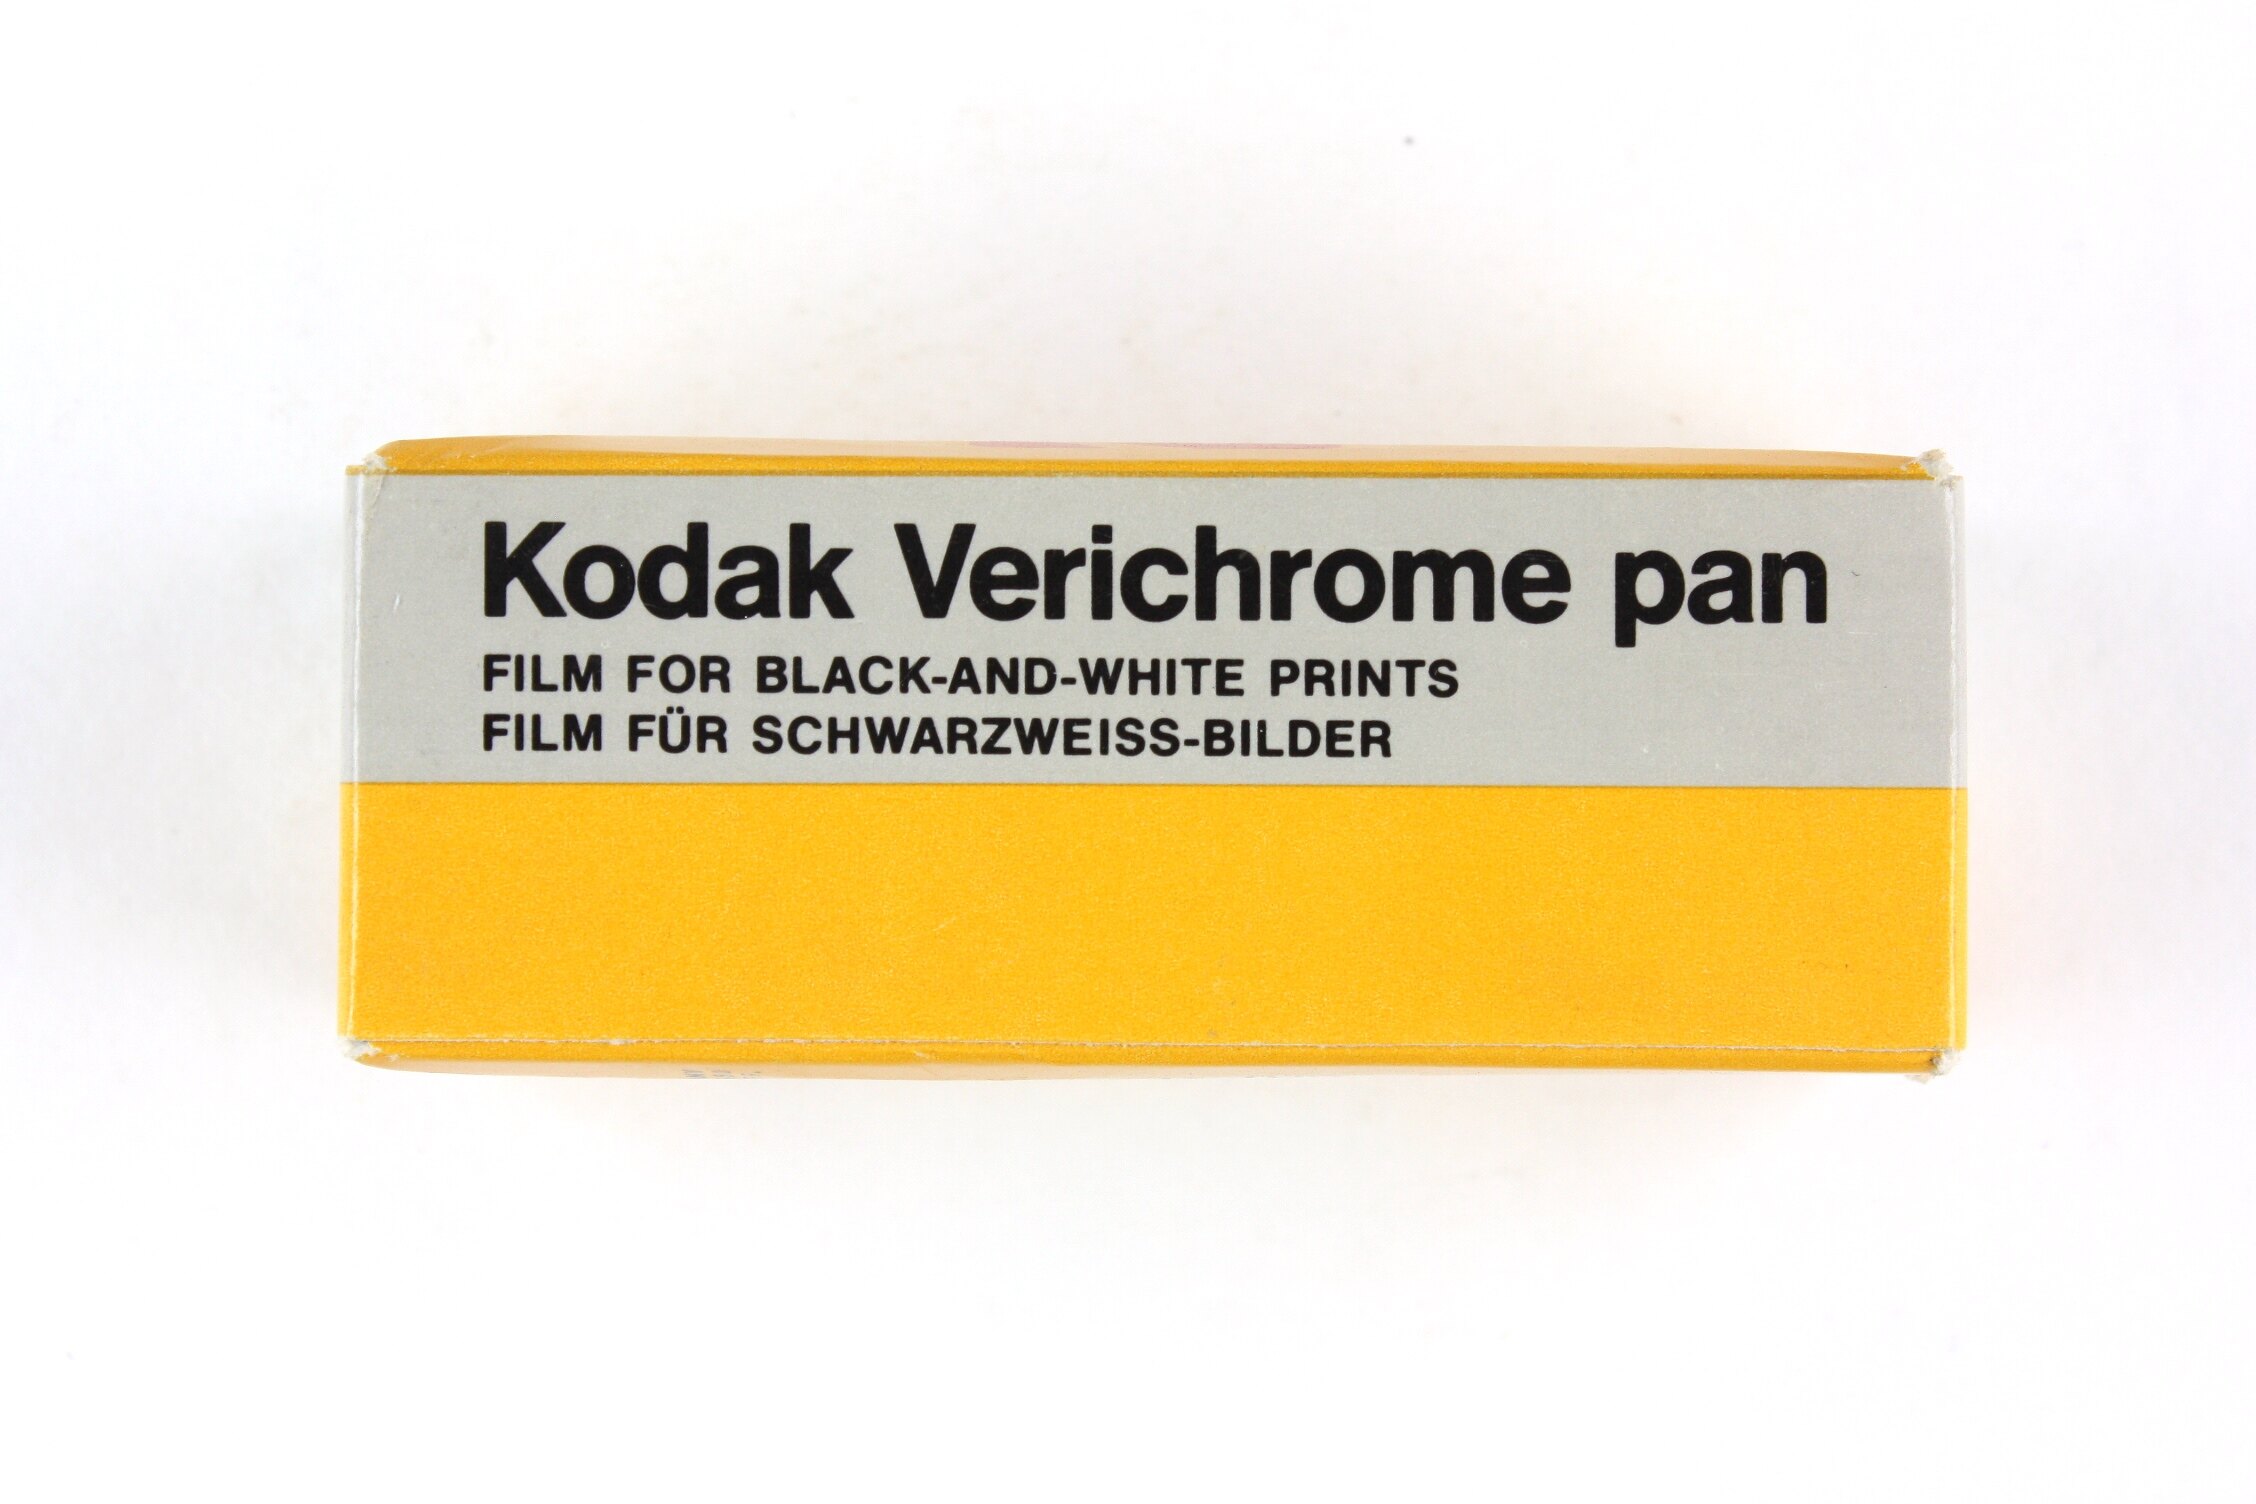 Kodak Verichrome pan
FILM FOR BLACK-AND-WHITE PRINTS
FILM FÜR SCHWARZWEISS-BILDER